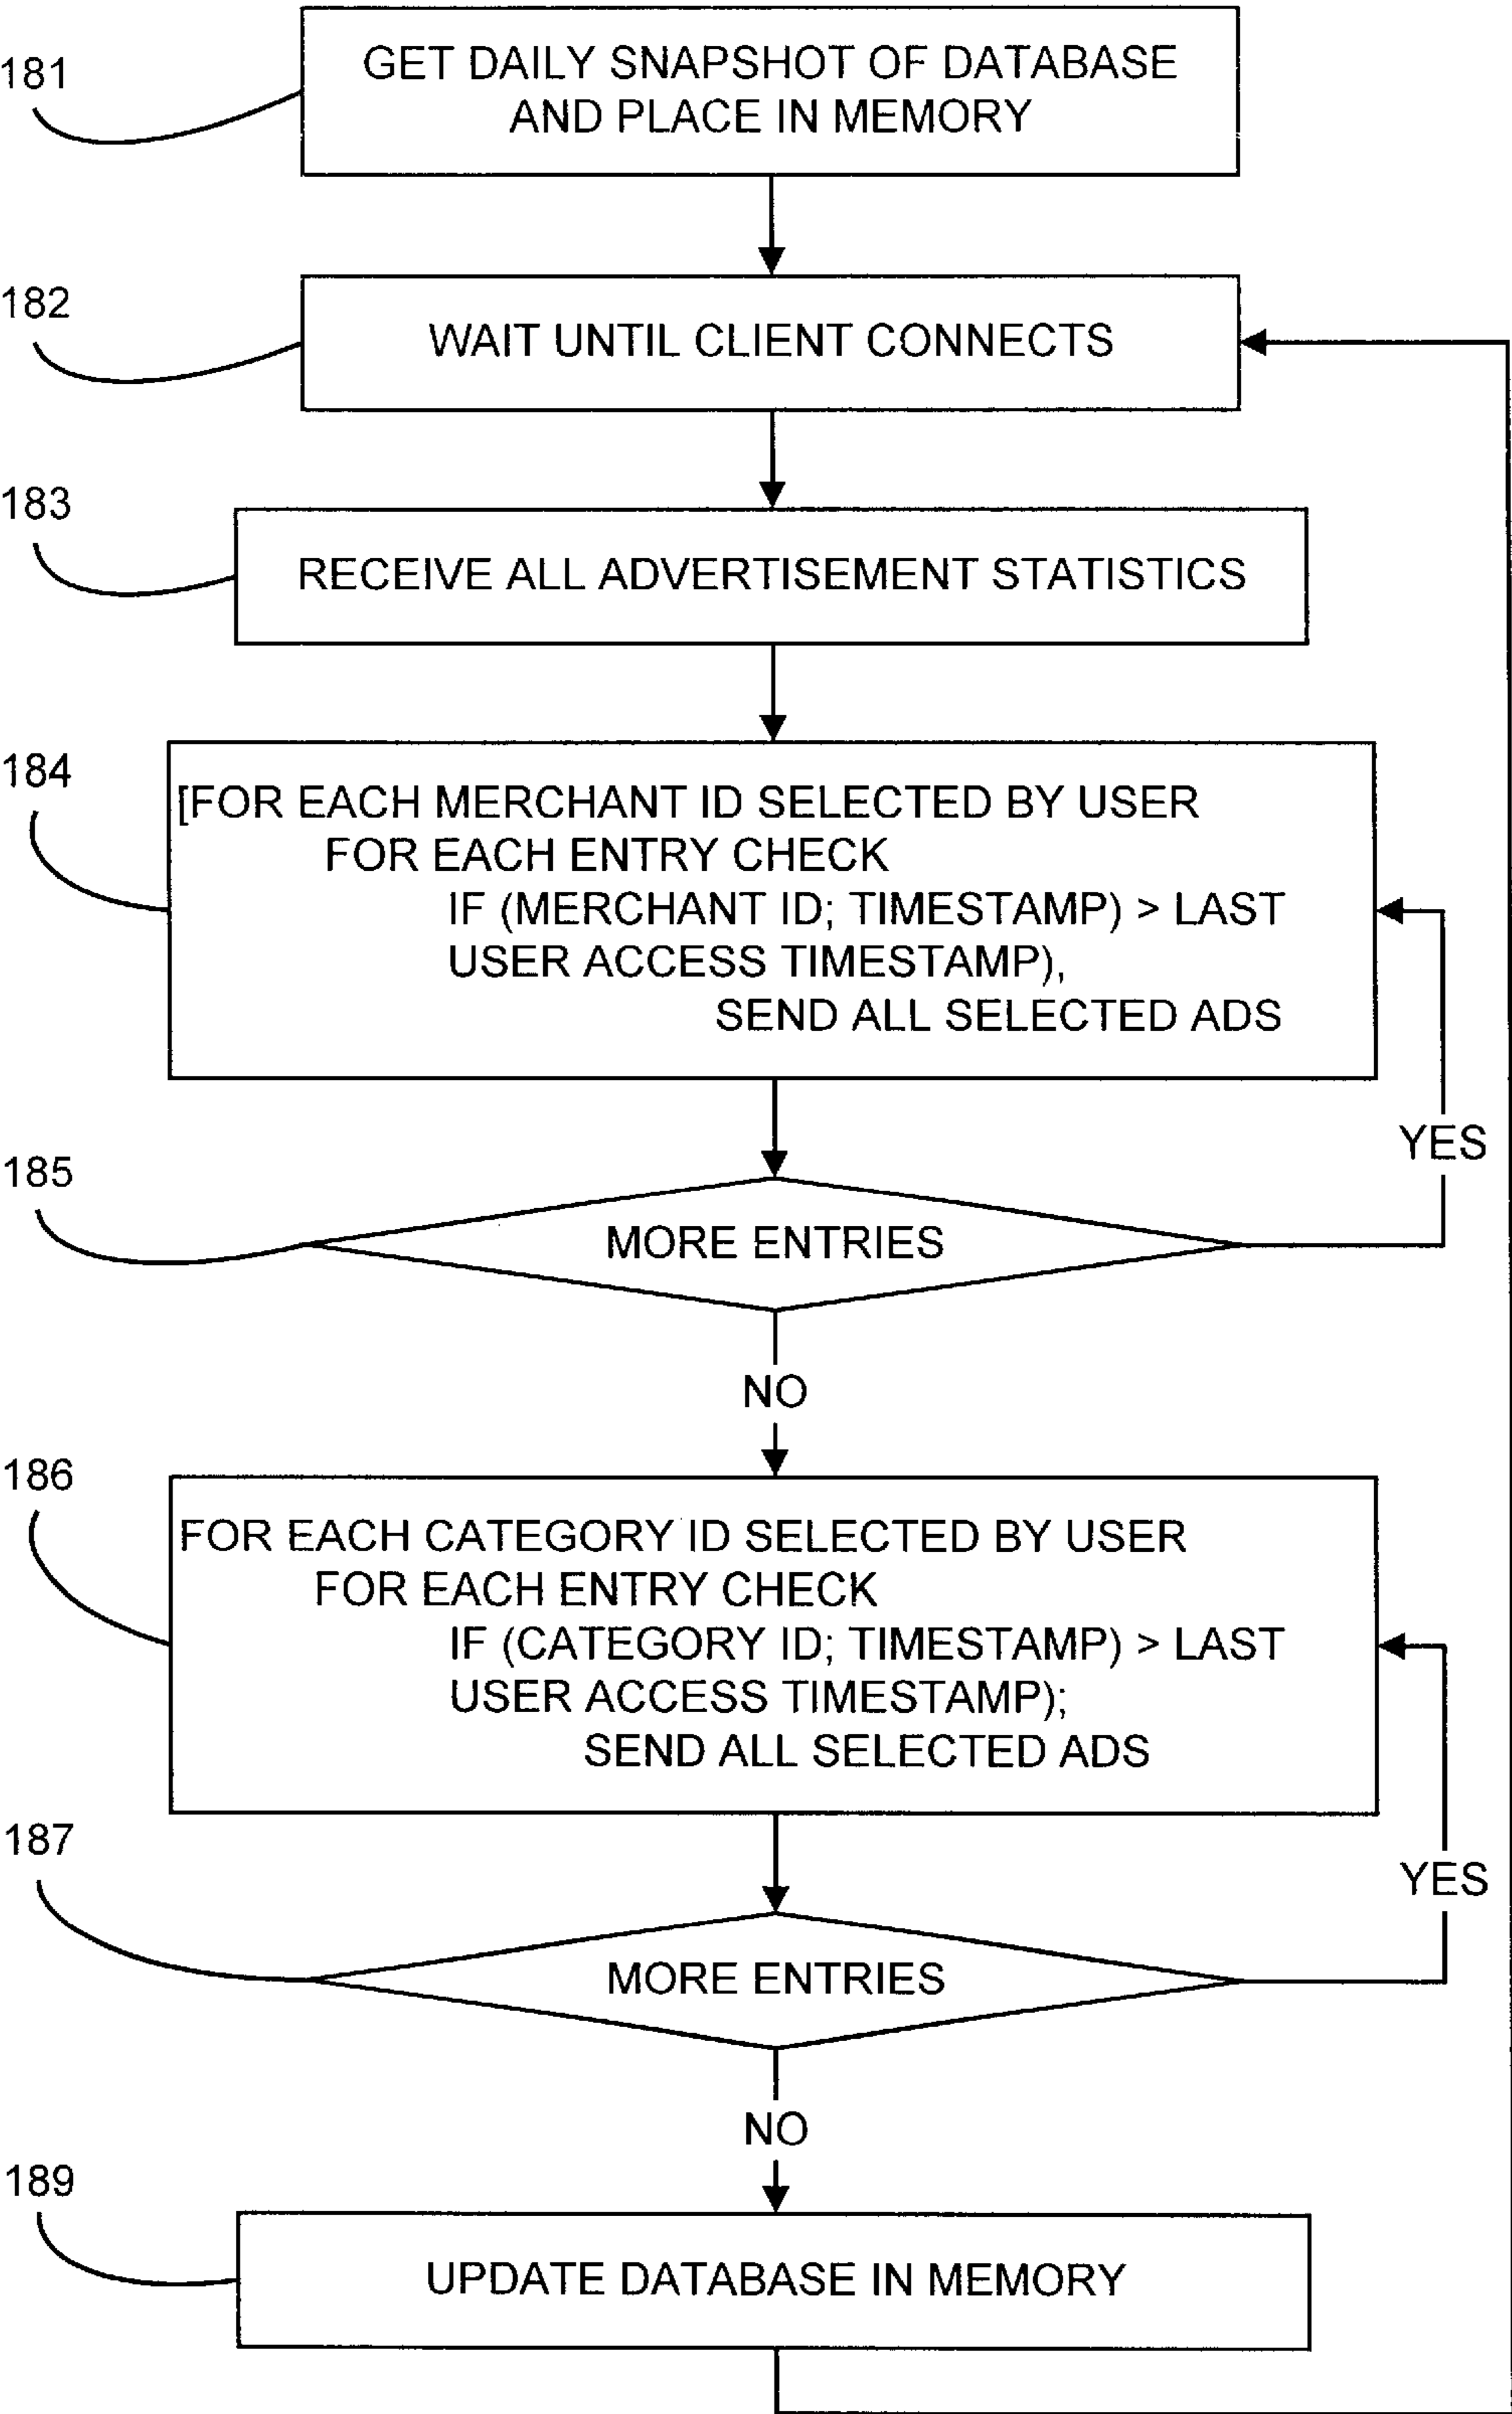 181
GET DAILY SNAPSHOT OF DATABASE
AND PLACE IN MEMORY
182
WAIT UNTIL CLIENT CONNECTS
183
RECEIVE ALL ADVERTISEMENT STATISTICS
184
[FOR EACH MERCHANT ID SELECTED BY USER
FOR EACH ENTRY CHECK
IF (MERCHANT ID; TIMESTAMP) > LAST
USER ACCESS TIMESTAMP),
SEND ALL SELECTED ADS
YES
185
MORE ENTRIES
NO
186
FOR EACH CATEGORY ID SELECTED BY USER
FOR EACH ENTRY CHECK
IF (CATEGORY ID; TIMESTAMP) > LAST
USER ACCESS TIMESTAMP);
SEND ALL SELECTED ADS
187
YES
MORE ENTRIES
NO
189
UPDATE DATABASE IN MEMORY